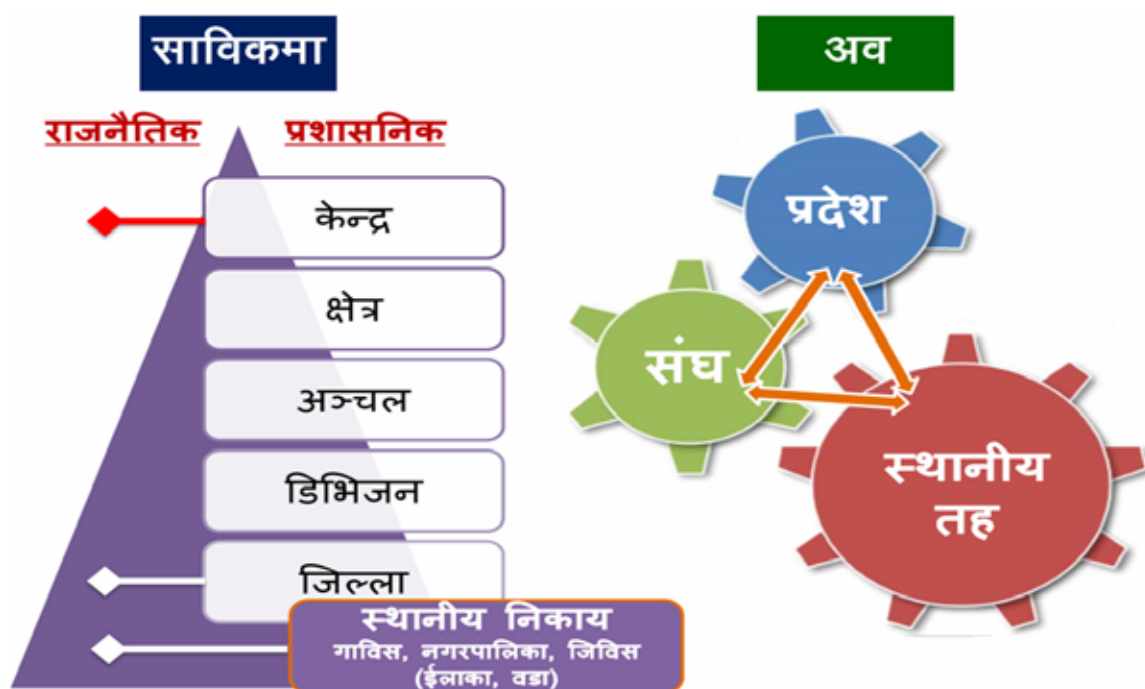 साविकमा
राजनैतिक
प्रशासनिक
केन्द्र
क्षेत्र
अञ्चल
डिभिजन
जिल्ला
स्थानीय निकाय
गाविस, नगरपालिका, जिविस
(ईलाका, वडा)
अव
प्रदेश
संघ
स्थानीय
तह